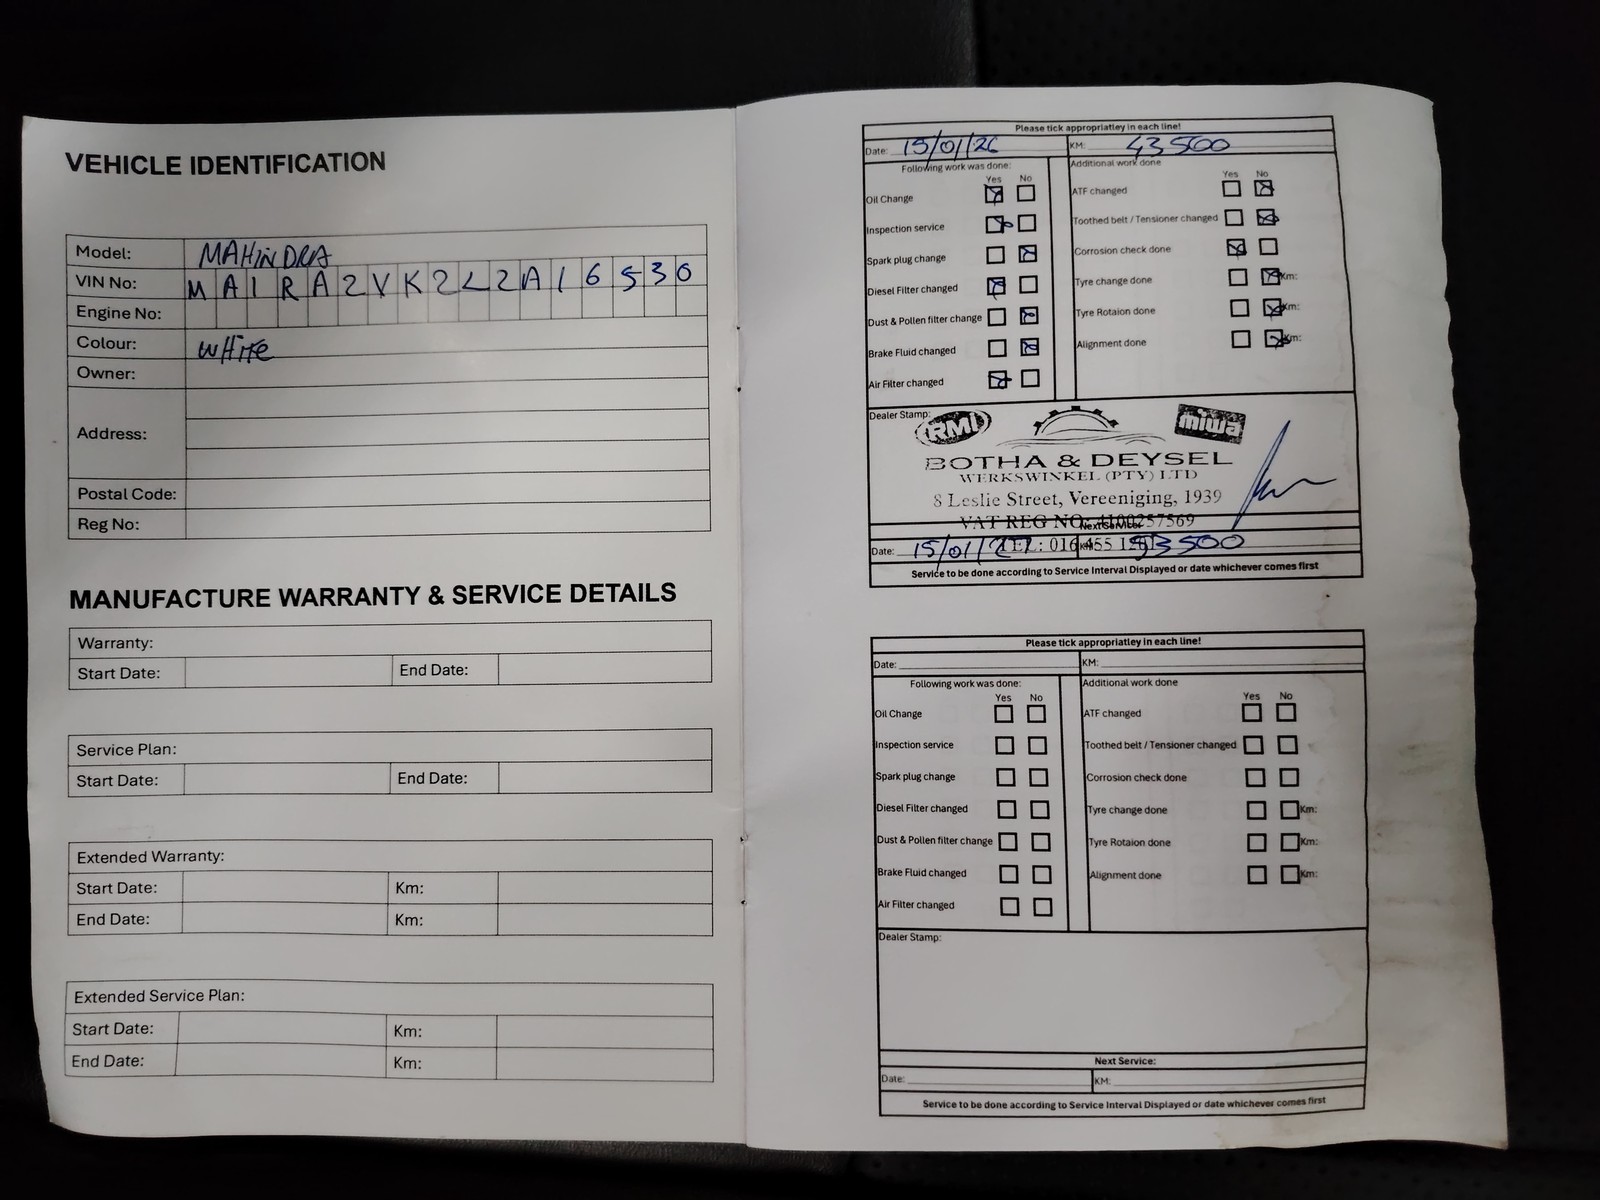 VEHICLE IDENTIFICATION
Model: MAHINDRA
VIN No: MA1RA2VK2L2A16530
Engine No:
Colour: WHITE
Owner:
Address:
Postal Code:
Reg No:
MANUFACTURE WARRANTY & SERVICE DETAILS
Warranty:
Start Date: End Date:
Service Plan:
Start Date: End Date:
Extended Warranty:
Start Date: Km:
End Date: Km:
Extended Service Plan:
Start Date: Km:
End Date: Km:
Please tick appropriatley in each line!
Date: 15/01/26 KM: 43500
Following work was done: Additional work done
Yes No Yes No
Oil Change ATF changed
Inspection service Toothed belt / Tensioner changed
Spark plug change Corrosion check done
Diesel Filter changed Tyre change done Km:
Dust & Pollen filter change Tyre Rotaion done Km:
Brake Fluid changed Alignment done Km:
Air Filter changed
Dealer Stamp:
RMI miwa
BOTHA & DEYSEL
WERKSWINKEL (PTY) LTD
8 Leslie Street, Vereeniging, 1939
VAT REG NO: 4100257569
Next Service:
TEL: 016 455
Date: 15/01/27 KM: 53500
Service to be done according to Service Interval Displayed or date whichever comes first
Please tick appropriatley in each line!
Date: KM:
Following work was done: Additional work done
Yes No Yes No
Oil Change ATF changed
Inspection service Toothed belt / Tensioner changed
Spark plug change Corrosion check done
Diesel Filter changed Tyre change done Km:
Dust & Pollen filter change Tyre Rotaion done Km:
Brake Fluid changed Alignment done Km:
Air Filter changed
Dealer Stamp:
Next Service:
Date: KM:
Service to be done according to Service Interval Displayed or date whichever comes first